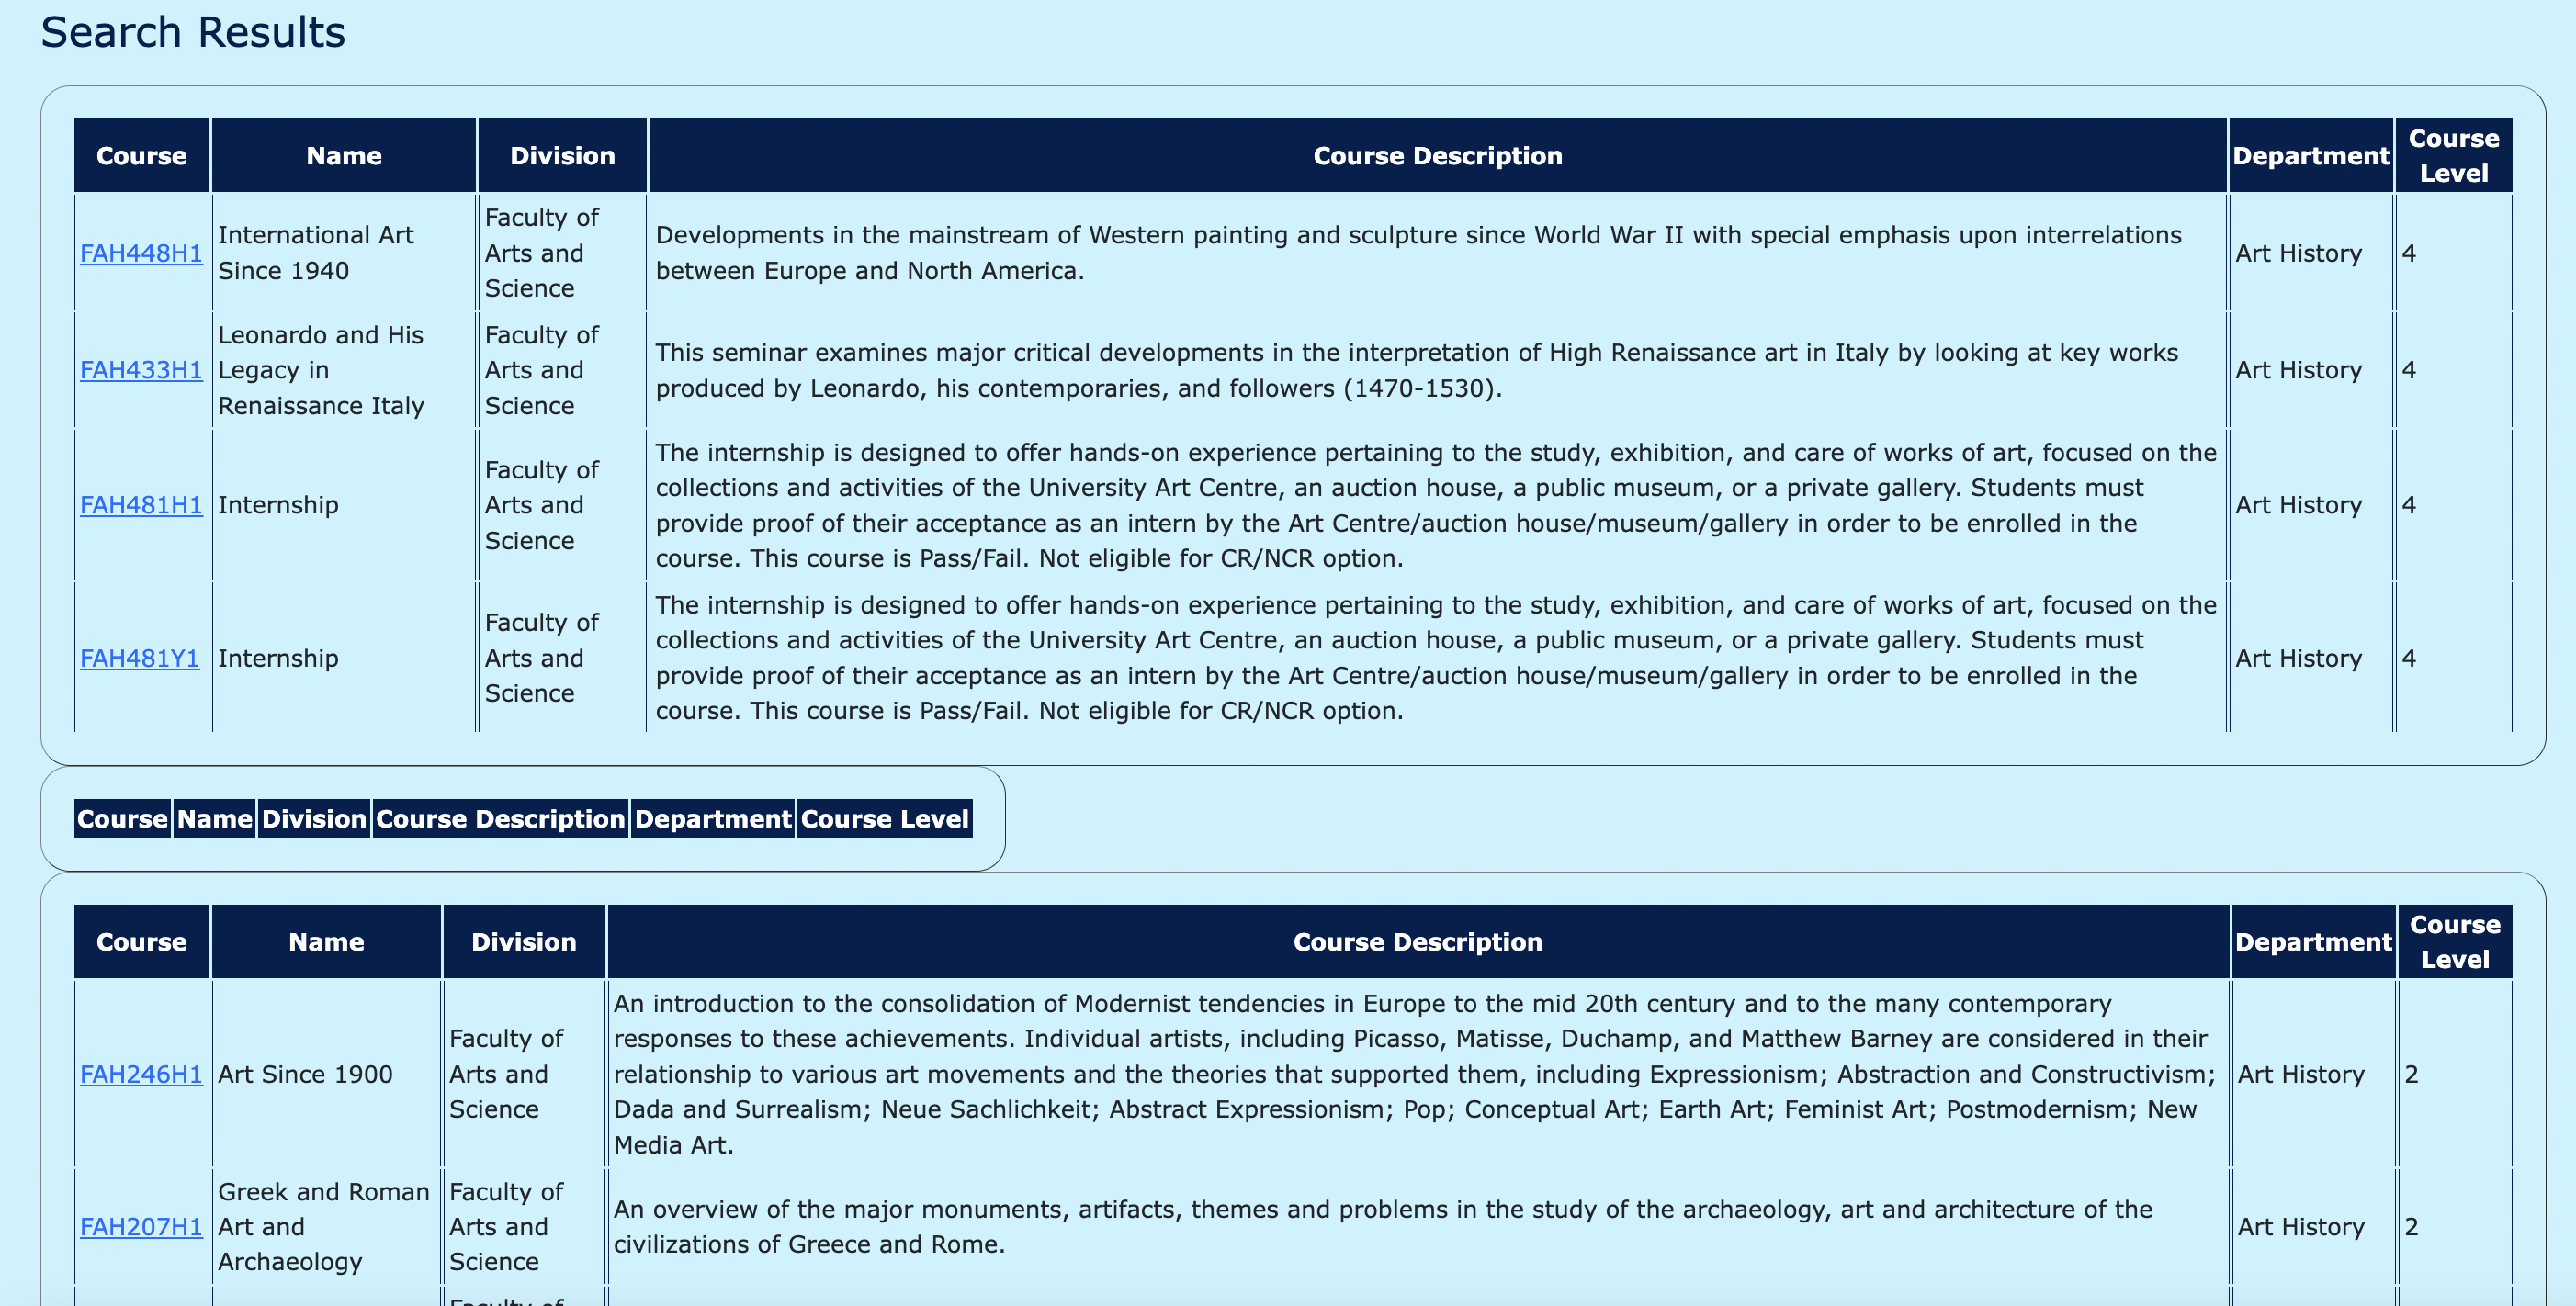 Search Results
Course Name Division Course Description Department Course
Level
FAH448H1 International Art
Since 1940 Faculty of
Arts and
Science Developments in the mainstream of Western painting and sculpture since World War II with special emphasis upon interrelations
between Europe and North America. Art History 4
FAH433H1 Leonardo and His
Legacy in
Renaissance Italy Faculty of
Arts and
Science This seminar examines major critical developments in the interpretation of High Renaissance art in Italy by looking at key works
produced by Leonardo, his contemporaries, and followers (1470-1530). Art History 4
FAH481H1 Internship Faculty of
Arts and
Science The internship is designed to offer hands-on experience pertaining to the study, exhibition, and care of works of art, focused on the
collections and activities of the University Art Centre, an auction house, a public museum, or a private gallery. Students must
provide proof of their acceptance as an intern by the Art Centre/auction house/museum/gallery in order to be enrolled in the
course. This course is Pass/Fail. Not eligible for CR/NCR option. Art History 4
FAH481Y1 Internship Faculty of
Arts and
Science The internship is designed to offer hands-on experience pertaining to the study, exhibition, and care of works of art, focused on the
collections and activities of the University Art Centre, an auction house, a public museum, or a private gallery. Students must
provide proof of their acceptance as an intern by the Art Centre/auction house/museum/gallery in order to be enrolled in the
course. This course is Pass/Fail. Not eligible for CR/NCR option. Art History 4
Course Name Division Course Description Department Course Level
Course Name Division Course Description Department Course
Level
FAH246H1 Art Since 1900 Faculty of
Arts and
Science An introduction to the consolidation of Modernist tendencies in Europe to the mid 20th century and to the many contemporary
responses to these achievements. Individual artists, including Picasso, Matisse, Duchamp, and Matthew Barney are considered in their
relationship to various art movements and the theories that supported them, including Expressionism; Abstraction and Constructivism;
Dada and Surrealism; Neue Sachlichkeit; Abstract Expressionism; Pop; Conceptual Art; Earth Art; Feminist Art; Postmodernism; New
Media Art. Art History 2
FAH207H1 Greek and Roman
Art and
Archaeology Faculty of
Arts and
Science An overview of the major monuments, artifacts, themes and problems in the study of the archaeology, art and architecture of the
civilizations of Greece and Rome. Art History 2
Faculty of